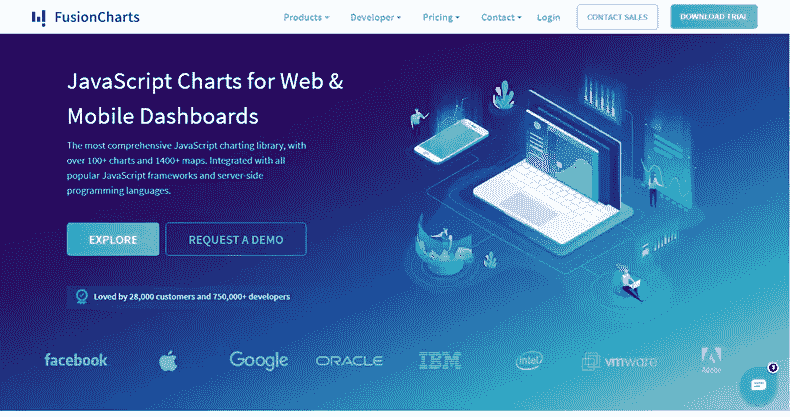 FusionCharts
Products Developer Pricing Contact Login CONTACT SALES DOWNLOAD TRIAL
JavaScript Charts for Web &
Mobile Dashboards
The most comprehensive JavaScript charting library, with
over 100+ charts and 1400+ maps. Integrated with all
popular JavaScript frameworks and server-side
programming languages.
EXPLORE REQUEST A DEMO
Loved by 28,000 customers and 750,000+ developers
facebook Google ORACLE IBM intel vmware Adobe